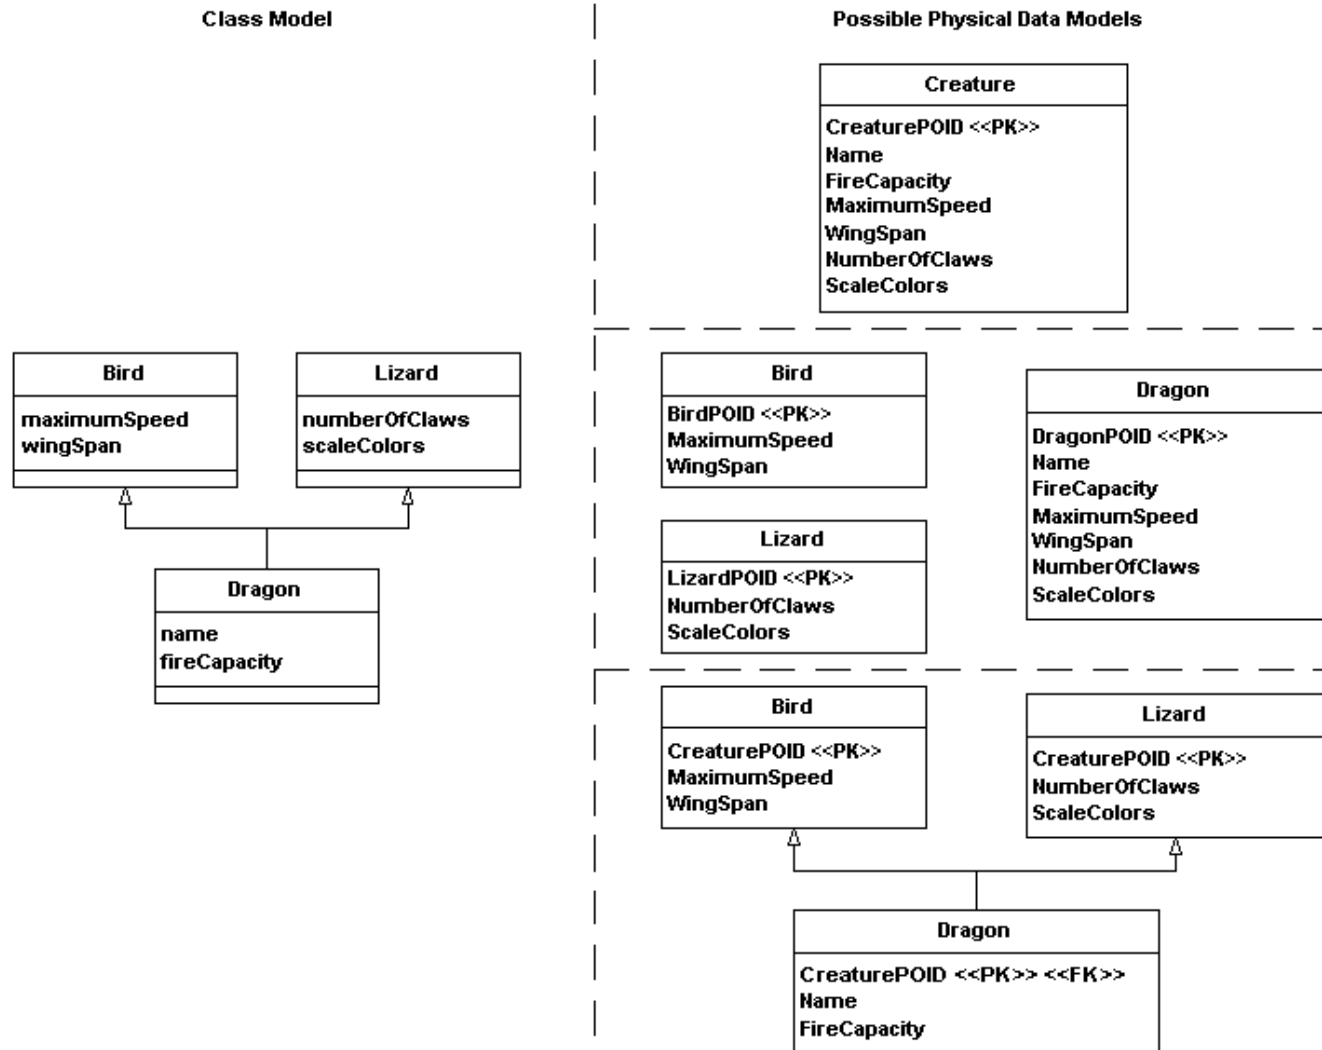 Class Model
Possible Physical Data Models
Creature
CreaturePOID <<PK>>
Name
FireCapacity
MaximumSpeed
WingSpan
NumberOfClaws
ScaleColors
Bird
maximumSpeed
wingSpan
Lizard
numberOfClaws
scaleColors
Dragon
name
fireCapacity
Bird
BirdPOID <<PK>>
MaximumSpeed
WingSpan
Lizard
LizardPOID <<PK>>
NumberOfClaws
ScaleColors
Dragon
DragonPOID <<PK>>
Name
FireCapacity
MaximumSpeed
WingSpan
NumberOfClaws
ScaleColors
Bird
CreaturePOID <<PK>>
MaximumSpeed
WingSpan
Lizard
CreaturePOID <<PK>>
NumberOfClaws
ScaleColors
Dragon
CreaturePOID <<PK>> <<FK>>
Name
FireCapacity